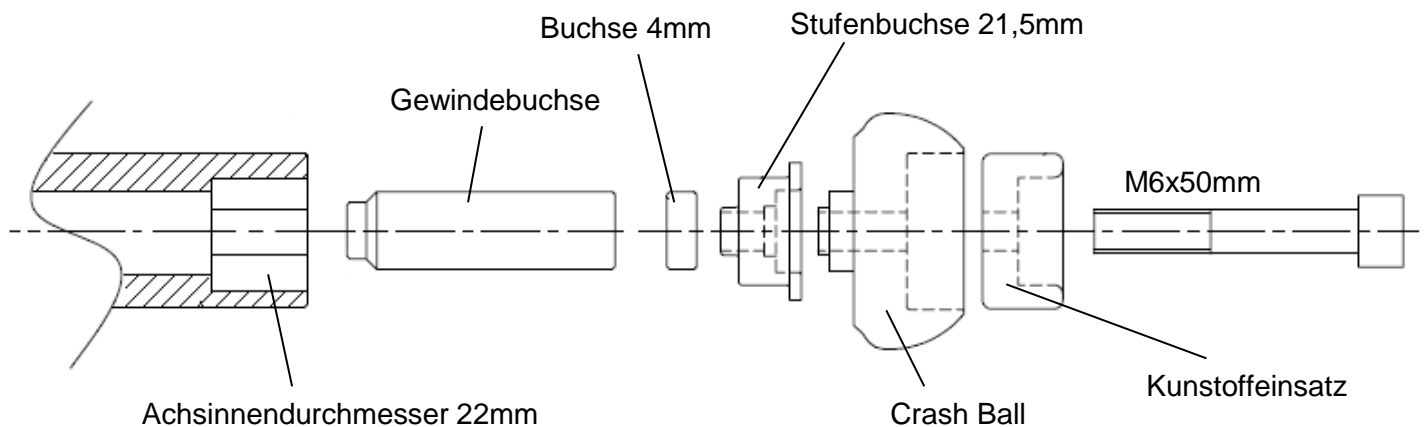 Buchse 4mm
Stufenbuchse 21,5mm
Gewindebuchse
M6x50mm
Kunstoffeinsatz
Achsinnendurchmesser 22mm
Crash Ball